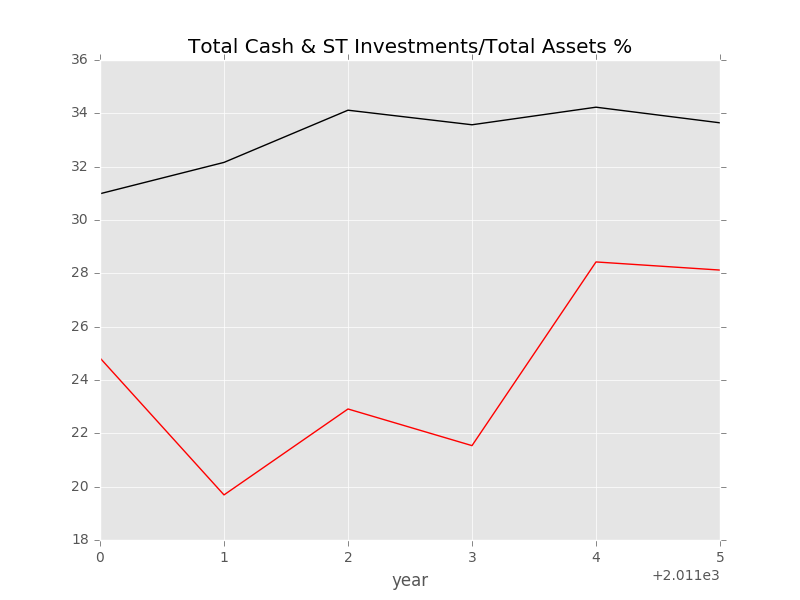 Total Cash & ST Investments/Total Assets %
36
34
32
30
28
26
24
22
20
18
0 1 2 3 4 5
+2.011e3
year